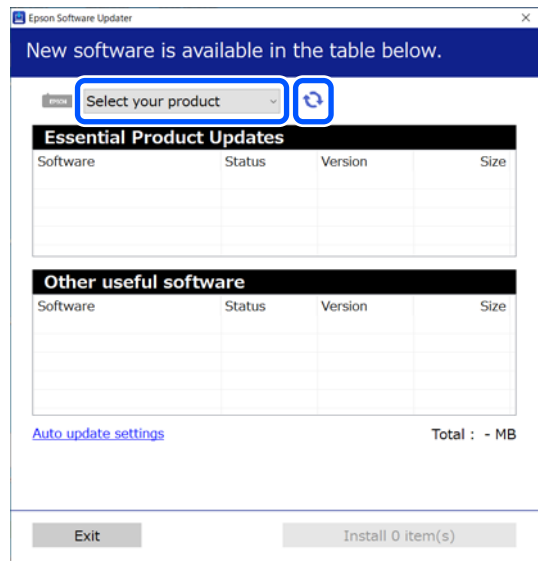 Epson Software Updater
New software is available in the table below.
EPSON Select your product
Essential Product Updates
Software Status Version Size
Other useful software
Software Status Version Size
Auto update settings Total : - MB
Exit Install 0 item(s)